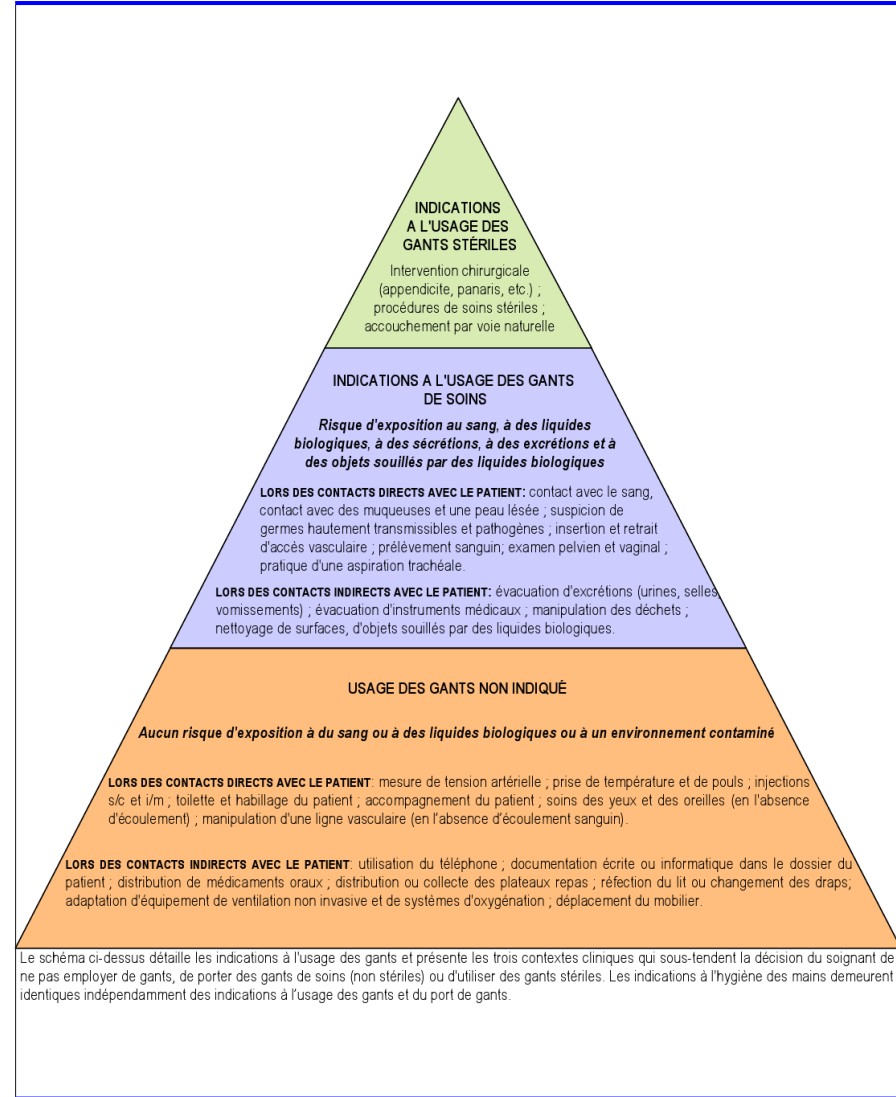 INDICATIONS
A L'USAGE DES
GANTS STÉRILES
Intervention chirurgicale
(appendicite, panaris, etc.) ;
procédures de soins stériles ;
accouchement par voie naturelle
INDICATIONS A L'USAGE DES GANTS
DE SOINS
Risque d'exposition au sang, à des liquides
biologiques, à des sécrétions, à des excrétions et à
des objets souillés par des liquides biologiques
LORS DES CONTACTS DIRECTS AVEC LE PATIENT: contact avec le sang,
contact avec des muqueuses et une peau lésée ; suspicion de
germes hautement transmissibles et pathogènes ; insertion et retrait
d'accès vasculaire ; prélèvement sanguin; examen pelvien et vaginal ;
pratique d'une aspiration trachéale.
LORS DES CONTACTS INDIRECTS AVEC LE PATIENT: évacuation d'excrétions (urines, selles,
vomissements) ; évacuation d'instruments médicaux ; manipulation des déchets ;
nettoyage de surfaces, d'objets souillés par des liquides biologiques.
USAGE DES GANTS NON INDIQUÉ
Aucun risque d'exposition à du sang ou à des liquides biologiques ou à un environnement contaminé
LORS DES CONTACTS DIRECTS AVEC LE PATIENT: mesure de tension artérielle ; prise de température et de pouls ; injections
s/c et i/m ; toilette et habillage du patient ; accompagnement du patient ; soins des yeux et des oreilles (en l'absence
d'écoulement) ; manipulation d'une ligne vasculaire (en l’absence d’écoulement sanguin).
LORS DES CONTACTS INDIRECTS AVEC LE PATIENT: utilisation du téléphone ; documentation écrite ou informatique dans le dossier du
patient ; distribution de médicaments oraux ; distribution ou collecte des plateaux repas ; réfection du lit ou changement des draps;
adaptation d'équipement de ventilation non invasive et de systèmes d'oxygénation ; déplacement du mobilier.
Le schéma ci-dessus détaille les indications à l'usage des gants et présente les trois contextes cliniques qui sous-tendent la décision du soignant de
ne pas employer de gants, de porter des gants de soins (non stériles) ou d'utiliser des gants stériles. Les indications à l'hygiène des mains demeurent
identiques indépendamment des indications à l’usage des gants et du port de gants.